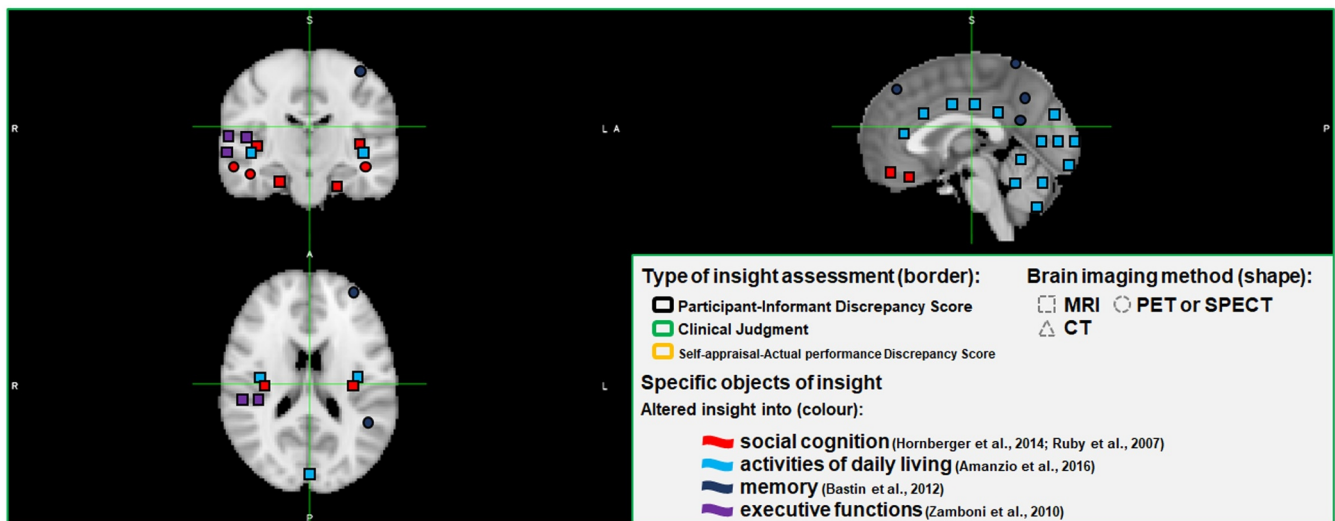 S
S
R
L A
P
A
R
L
P
Type of insight assessment (border):
Participant-Informant Discrepancy Score
Clinical Judgment
Self-appraisal-Actual performance Discrepancy Score
Brain imaging method (shape):
MRI PET or SPECT
CT
Specific objects of insight
Altered insight into (colour):
social cognition (Hornberger et al., 2014; Ruby et al., 2007)
activities of daily living (Amanzio et al., 2016)
memory (Bastin et al., 2012)
executive functions (Zamboni et al., 2010)